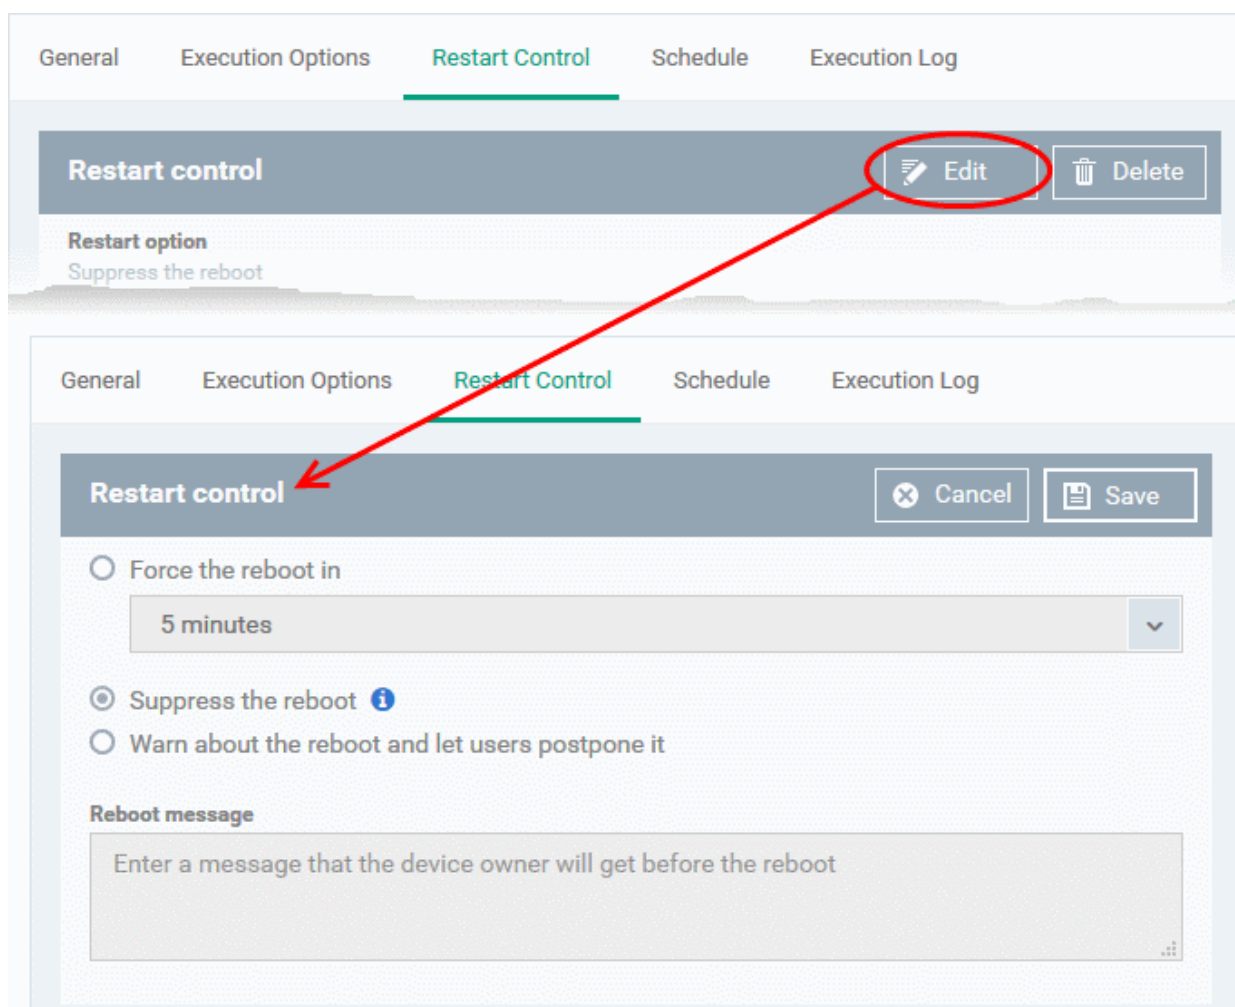 General Execution Options Restart Control Schedule Execution Log
Restart control Edit Delete
Restart option
Suppress the reboot
General Execution Options Restart Control Schedule Execution Log
Restart control Cancel Save
Force the reboot in
5 minutes
Suppress the reboot
Warn about the reboot and let users postpone it
Reboot message
Enter a message that the device owner will get before the reboot